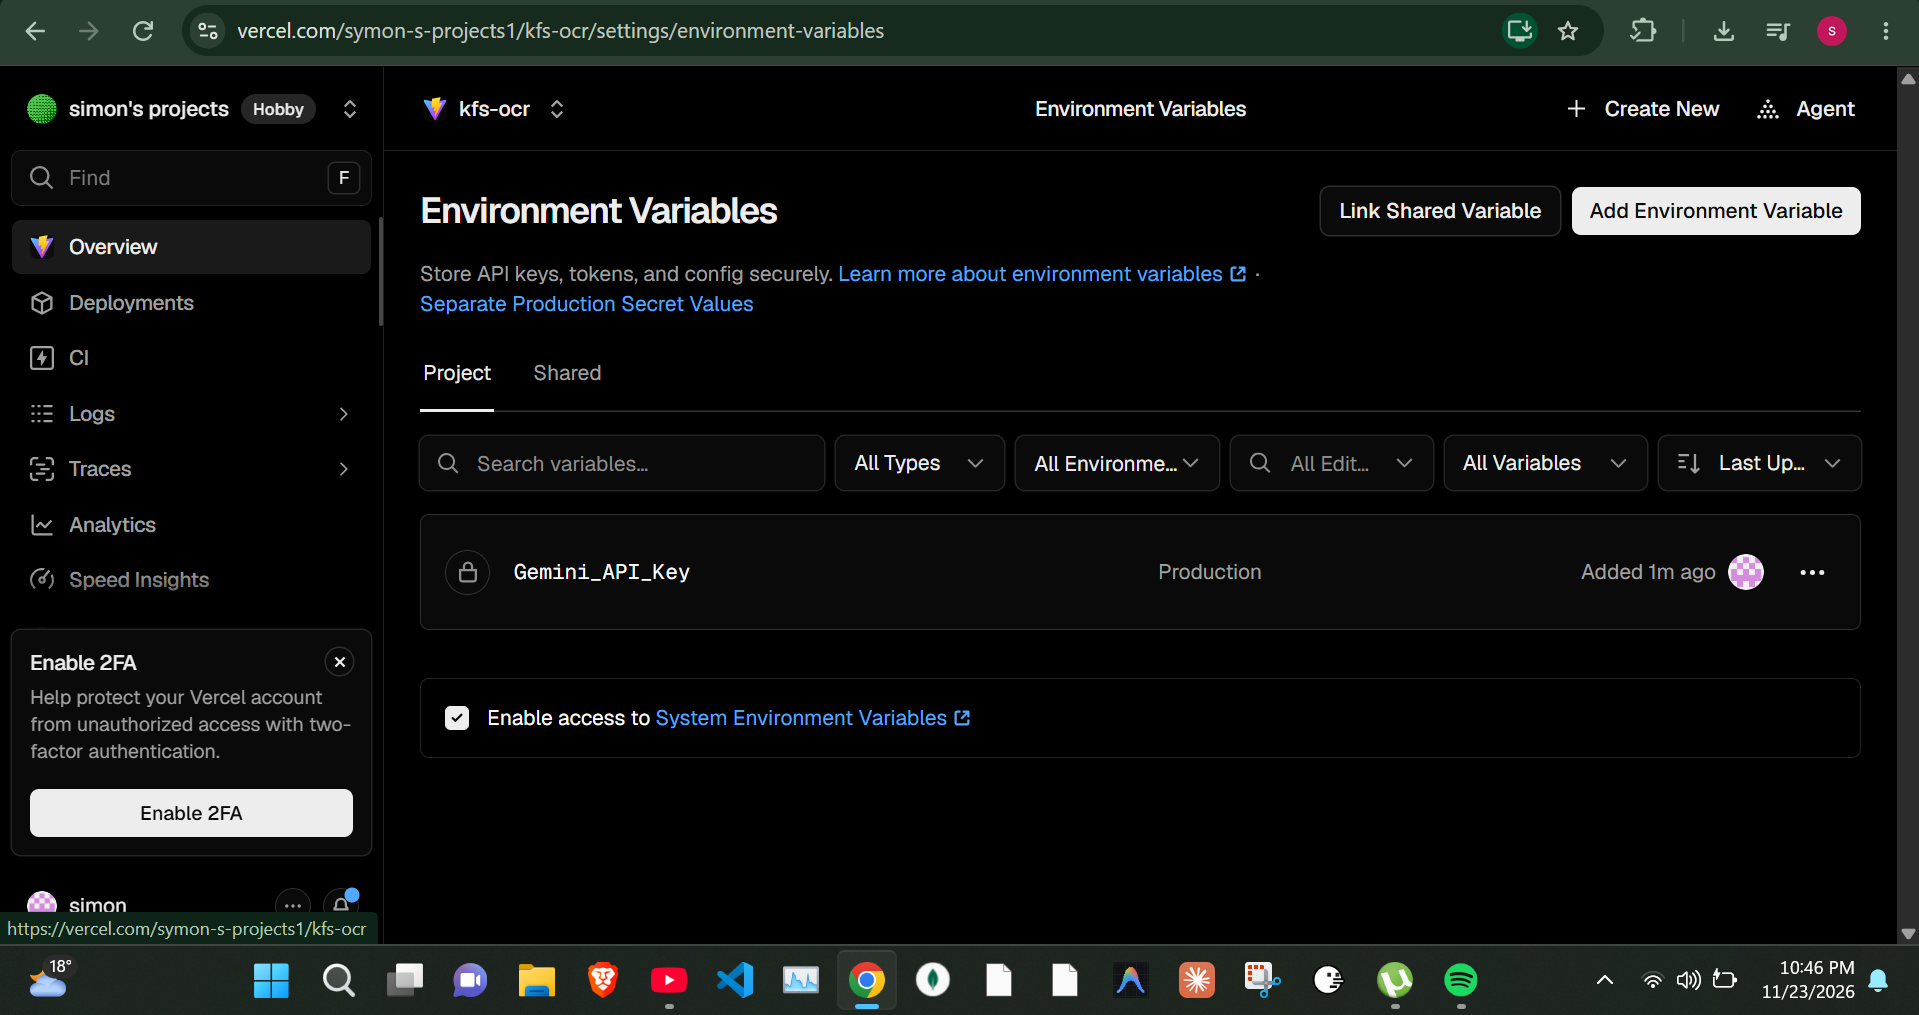 vercel.com/symon-s-projects1/kfs-ocr/settings/environment-variables
s
simon's projects
Hobby
kfs-ocr
Environment Variables
Create New
Agent
Find
F
Overview
Deployments
CI
Logs
Traces
Analytics
Speed Insights
Enable 2FA
Help protect your Vercel account
from unauthorized access with two-
factor authentication.
Enable 2FA
simon
https://vercel.com/symon-s-projects1/kfs-ocr
Environment Variables
Link Shared Variable
Add Environment Variable
Store API keys, tokens, and config securely. Learn more about environment variables ·
Separate Production Secret Values
Project
Shared
Search variables...
All Types
All Environme...
All Edit...
All Variables
Last Up...
Gemini_API_Key
Production
Added 1m ago
Enable access to System Environment Variables
18°
10:46 PM
11/23/2026